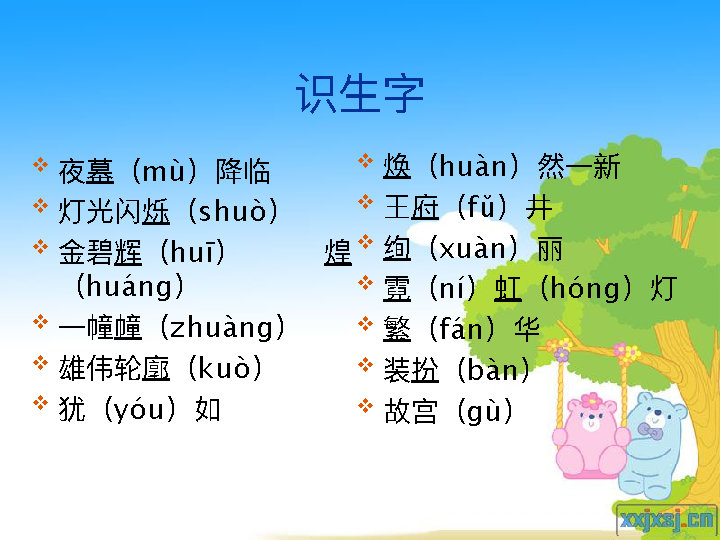 识生字
夜墓（mù）降临
灯光闪烁（shuò）
金碧辉（huī） 煌
（huáng）
一幢幢（zhuàng）
雄伟轮廓（kuò）
犹（yóu）如
焕（huàn）然一新
王府（fǔ）井
绚（xuàn）丽
霓（ní）虹（hóng）灯
繁（fán）华
装扮（bàn）
故宫（gù）
xxjxsj.cn